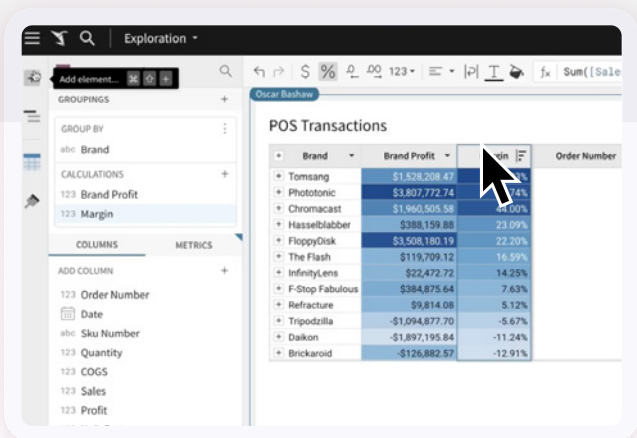 Exploration
Add element... ⌘ ⇧ +
$ % .0 .00 123 fx Sum([Sale
GROUPINGS +
Oscar Bashaw
GROUP BY
abc Brand
CALCULATIONS +
123 Brand Profit
123 Margin
COLUMNS METRICS
ADD COLUMN +
123 Order Number
Date
abc Sku Number
123 Quantity
123 COGS
123 Sales
123 Profit
POS Transactions
Brand Brand Profit Order Number
Tomsang $1,528,208.47
Phototonic $3,807,772.74
Chromacast $1,960,505.58 44.00%
Hasselblabber $388,159.88 23.09%
FloppyDisk $3,508,180.19 22.20%
The Flash $119,709.12 16.59%
InfinityLens $22,472.72 14.25%
F-Stop Fabulous $384,875.64 7.63%
Refracture $9,814.08 5.12%
Tripodzilla -$1,094,877.70 -5.67%
Daikon -$1,897,195.84 -11.24%
Brickaroid -$126,882.57 -12.91%